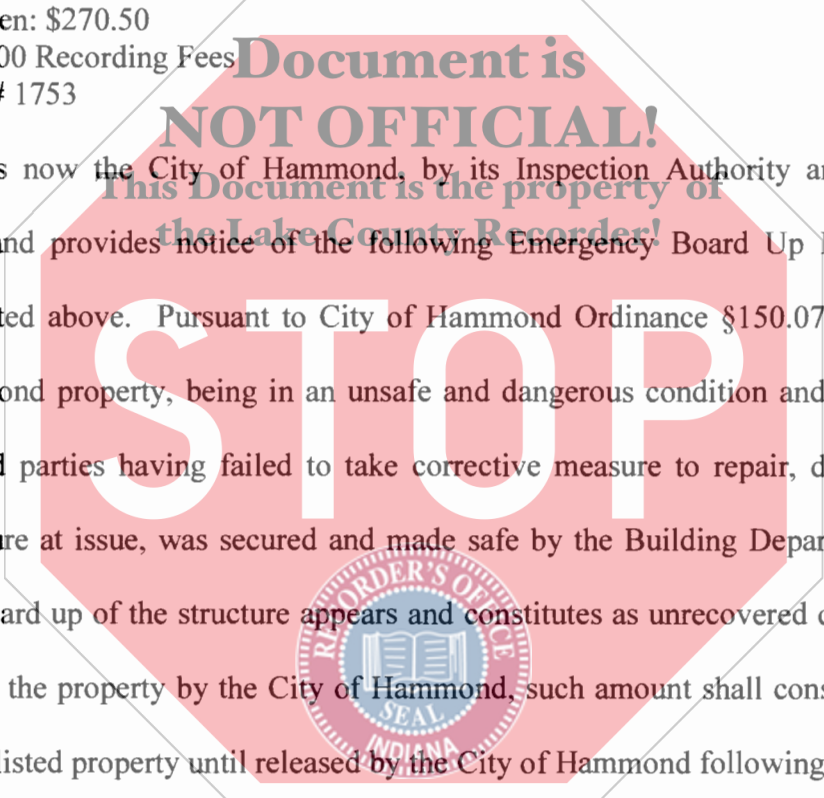 en: $270.50
00 Recording Fees
# 1753
Document is
NOT OFFICIAL!
This Document is the property of
the Lake County Recorder!
s now the City of Hammond, by its Inspection Authority a
and provides notice of the following Emergency Board Up
ted above. Pursuant to City of Hammond Ordinance §150.07
ond property, being in an unsafe and dangerous condition and
parties having failed to take corrective measure to repair, d
re at issue, was secured and made safe by the Building Depar
ard up of the structure appears and constitutes as unrecovered
the property by the City of Hammond, such amount shall cons
listed property until released by the City of Hammond following
STOP
RECORDER'S OFFICE
SEAL
INDIANA